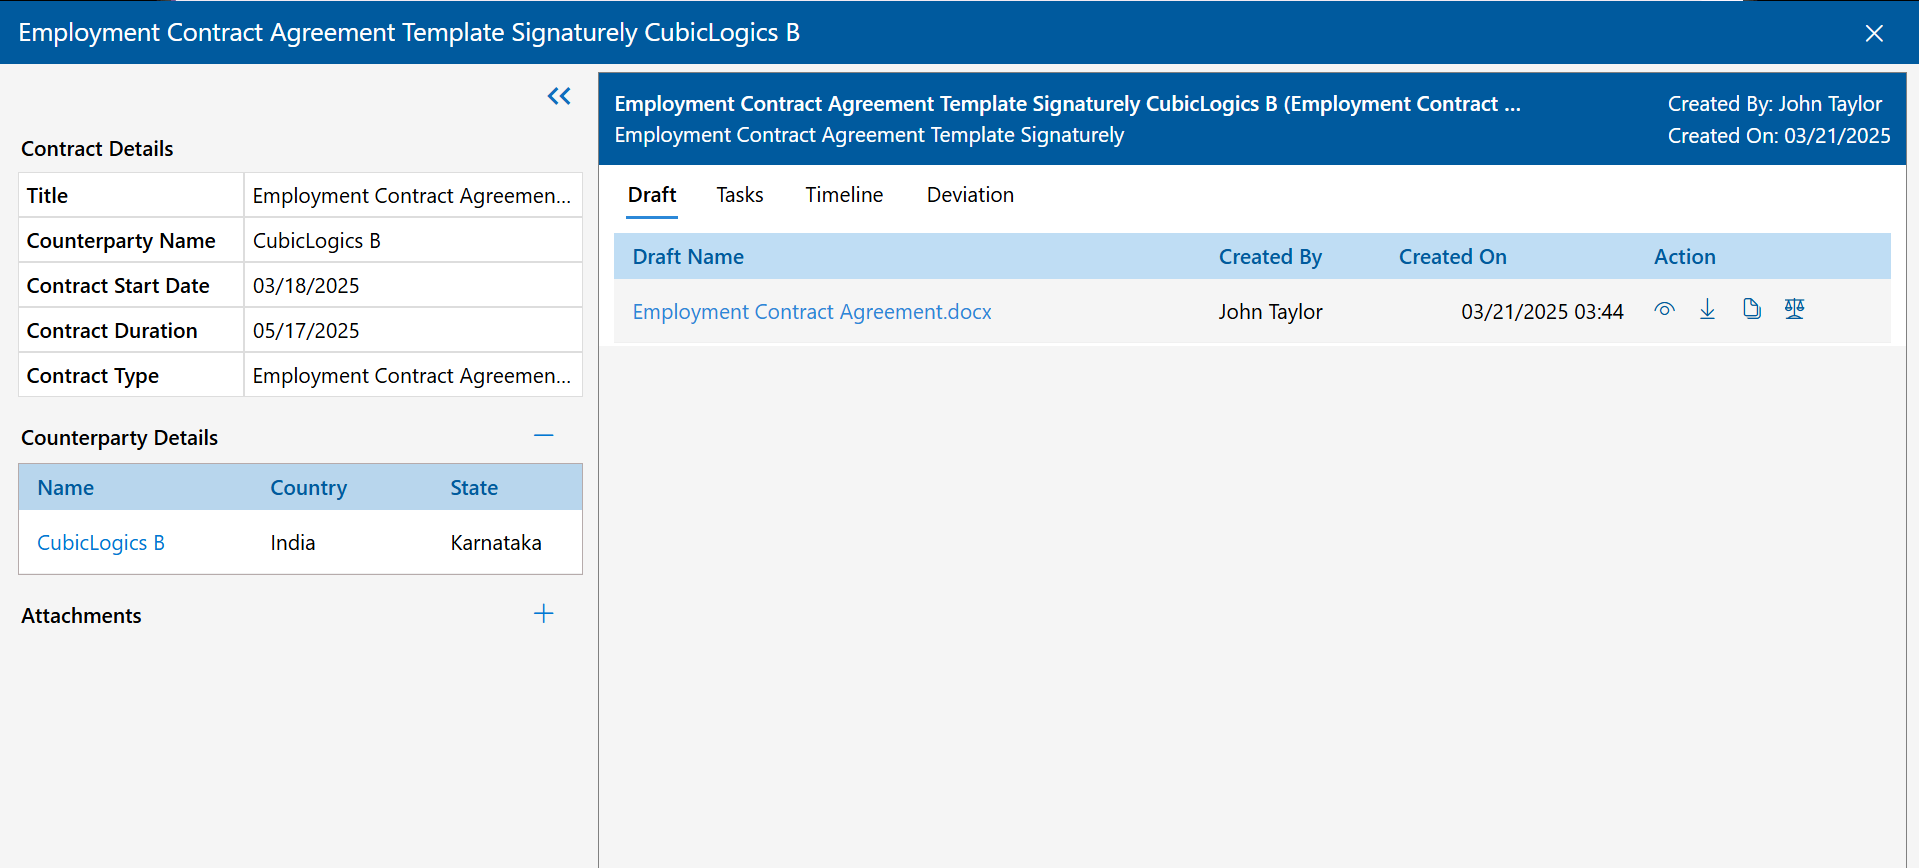 Employment Contract Agreement Template Signaturely CubicLogics B
Contract Details
Title Employment Contract Agreemen...
Counterparty Name CubicLogics B
Contract Start Date 03/18/2025
Contract Duration 05/17/2025
Contract Type Employment Contract Agreemen...
Counterparty Details
Name Country State
CubicLogics B India Karnataka
Attachments
Employment Contract Agreement Template Signaturely CubicLogics B (Employment Contract ...
Employment Contract Agreement Template Signaturely
Created By: John Taylor
Created On: 03/21/2025
Draft Tasks Timeline Deviation
Draft Name Created By Created On Action
Employment Contract Agreement.docx John Taylor 03/21/2025 03:44